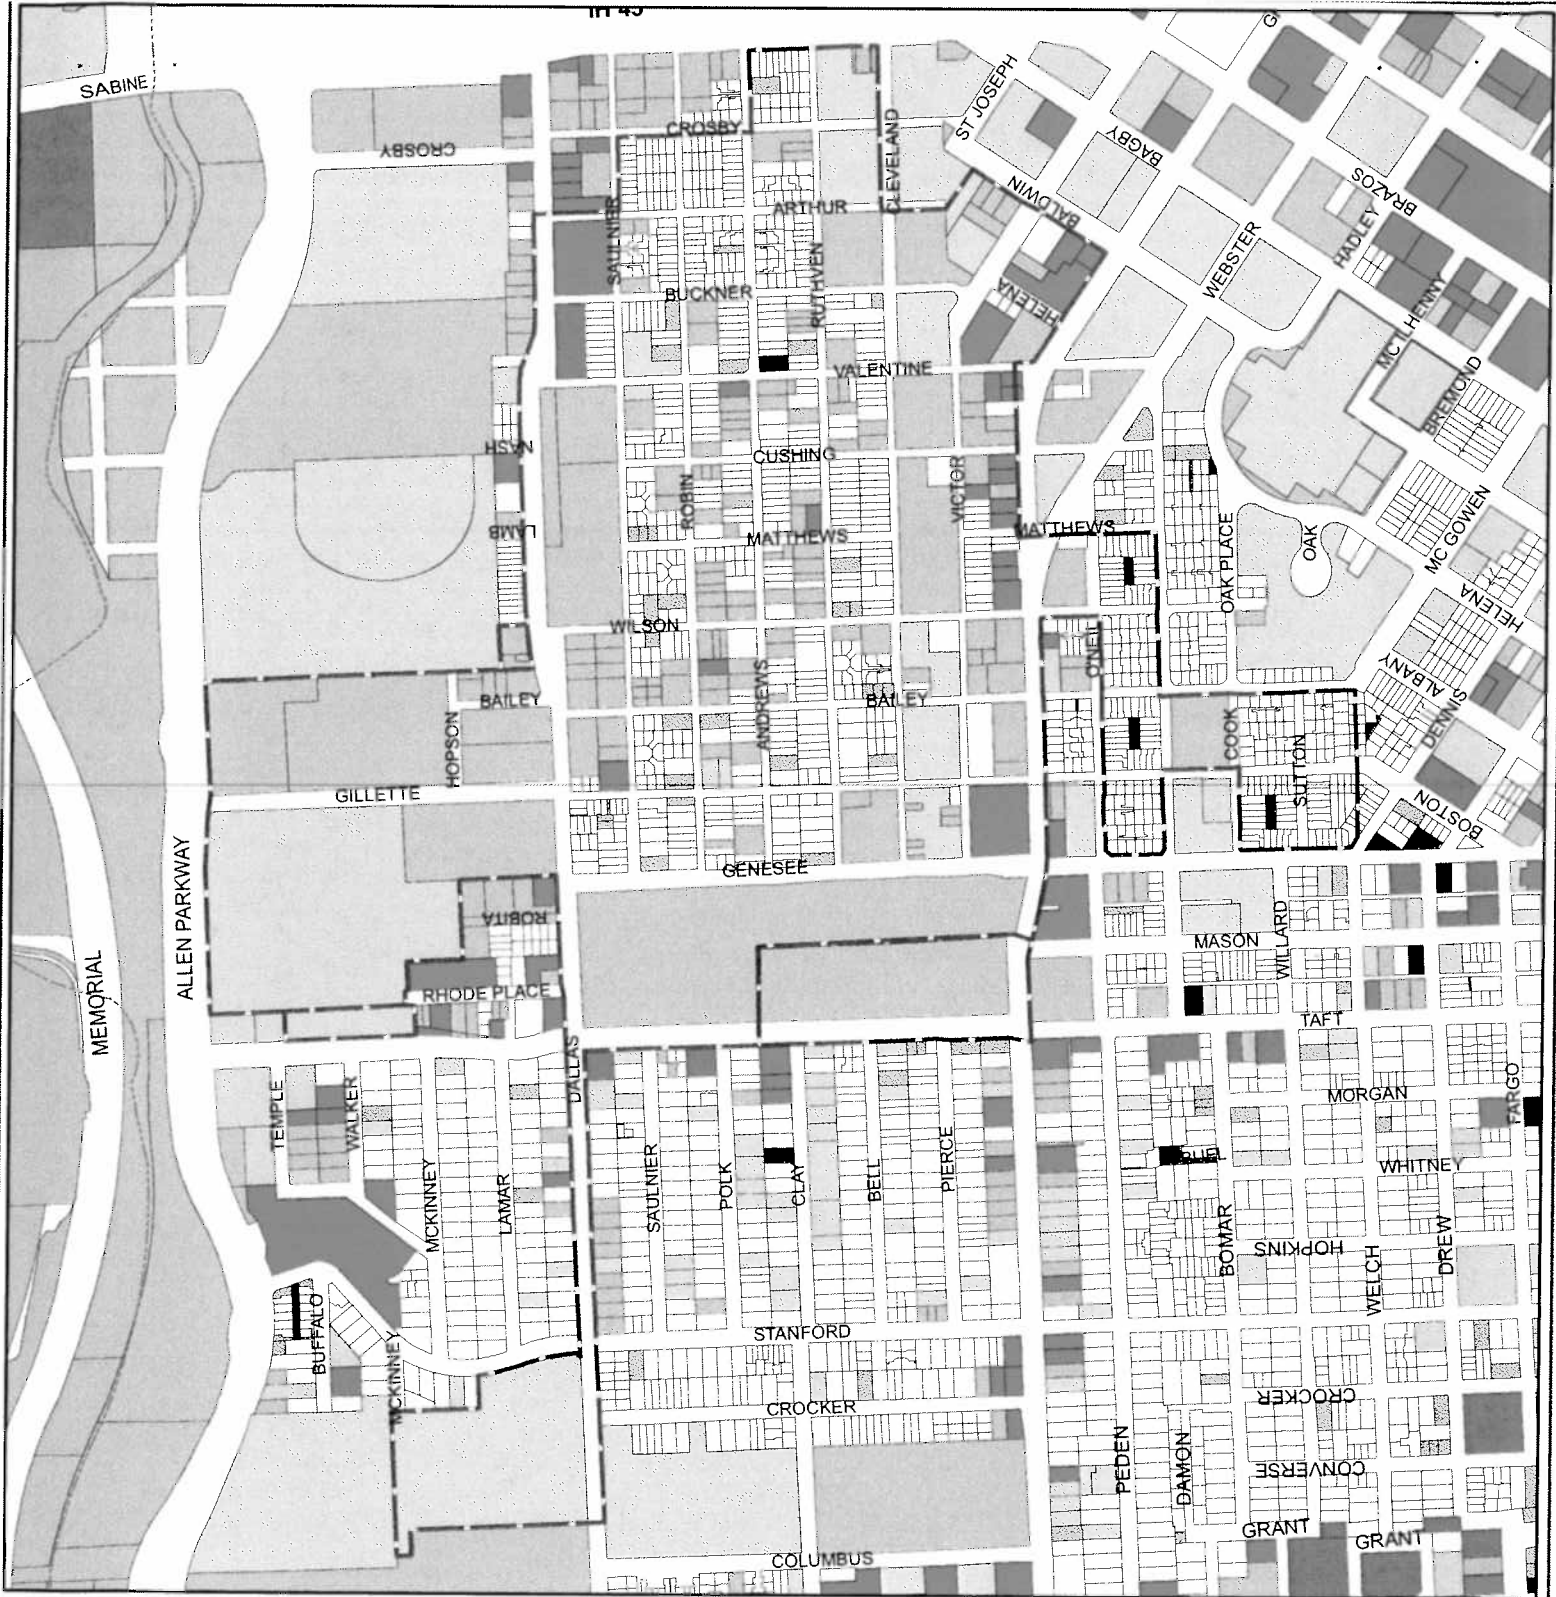 IH 45
SABINE
CROSBY
CROSBY
ST JOSEPH
CLEVELAND
BAGBY
BALDWIN
BALDWIN
BRAZOS
HADLEY
WEBSTER
ARTHUR
SAULNIER
RUTHVEN
BUCKNER
HELENA
HELENA
MC ILHENNY
BREMOND
VALENTINE
NASH
CUSHING
ROBIN
VICTOR
LAMB
MATTHEWS
MATTHEWS
OAK PLACE
OAK
MC GOWEN
HELENA
WILSON
O'NEIL
ALBANY
DENNIS
BAILEY
HOPSON
ANDREWS
BAILEY
COOK
SUTTON
GILLETTE
BOSTON
GENESEE
ALLEN PARKWAY
MEMORIAL
ROBITA
MASON
WILLARD
RHODE PLACE
TAFT
DALLAS
TEMPLE
WALKER
MORGAN
FARGO
MCKINNEY
LAMAR
SAULNIER
POLK
CLAY
BELL
PIERCE
WHITNEY
BOMAR
HOPKINS
WELCH
DREW
BUFFALO
MCKINNEY
STANFORD
CROCKER
CROCKER
PEDEN
DAMON
CONVERSE
GRANT
GRANT
COLUMBUS